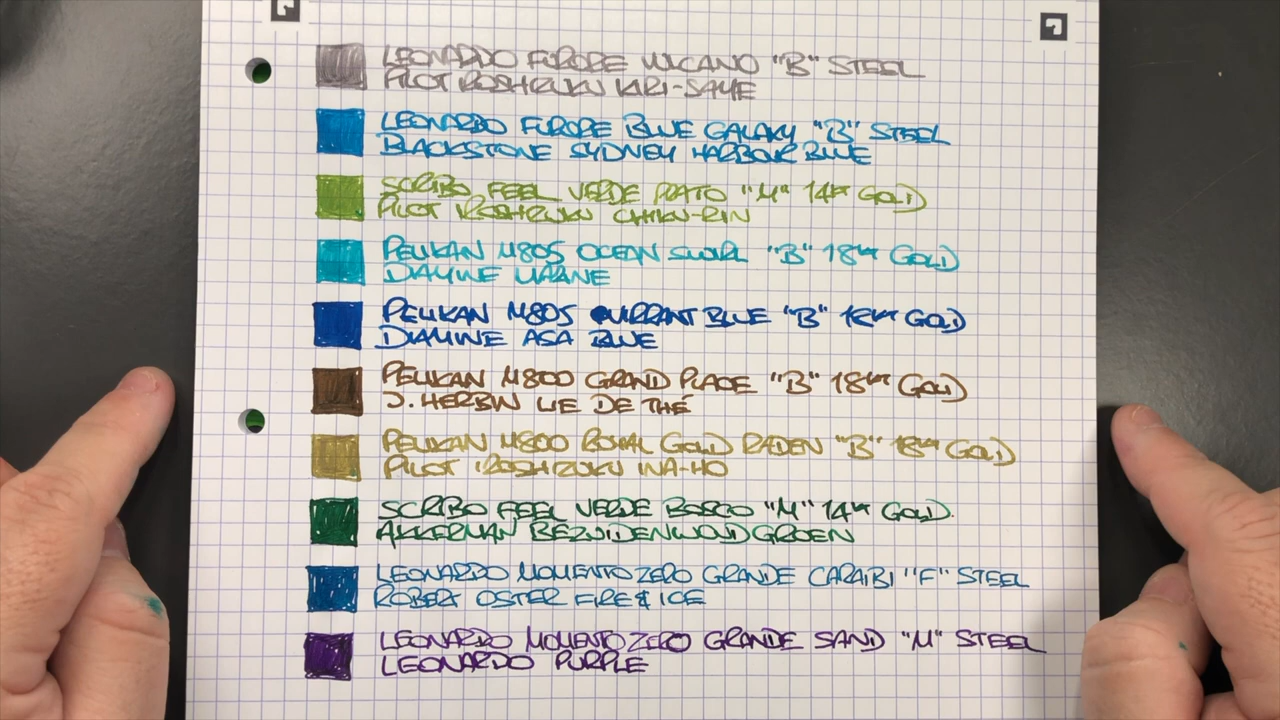 LEONARDO FURORE VULCANO "B" STEEL
PILOT IROSHIZUKU KIRI-SAME
LEONARDO FURORE BLUE GALAXY "B" STEEL
BLACKSTONE SYDNEY HARBOUR BLUE
SCRIBO FEEL VERDE PRATO "M" 14KT GOLD
PILOT IROSHIZUKU CHIKU-RIN
PELIKAN M805 OCEAN SWIRL "B" 18KT GOLD
DIAMINE MARINE
PELIKAN M805 CURRANT BLUE "B" 18KT GOLD
DIAMINE ASA BLUE
PELIKAN M800 GRAND PLACE "B" 18KT GOLD
J. HERBIN LIE DE THÉ
PELIKAN M800 ROYAL GOLD RADEN "B" 18KT GOLD
PILOT IROSHIZUKU INA-HO
SCRIBO FEEL VERDE BOSCO "M" 14KT GOLD
AKKERMAN BEZUIDENWOUD GROEN
LEONARDO MOMENTO ZERO GRANDE CARAIBI "F" STEEL
ROBERT OSTER FIRE & ICE
LEONARDO MOMENTO ZERO GRANDE SAND "M" STEEL
LEONARDO PURPLE